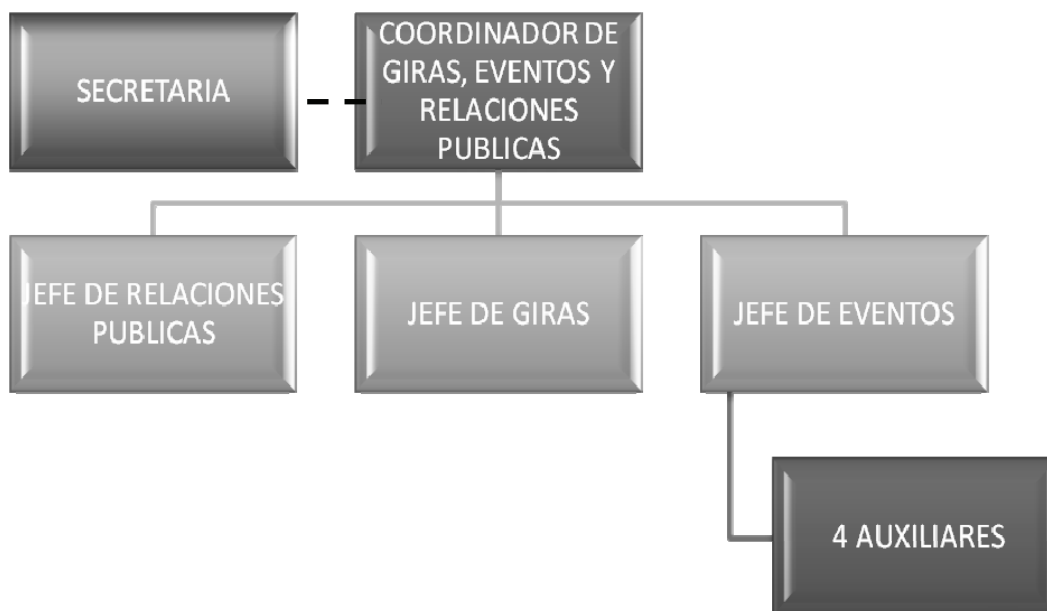 SECRETARIA
COORDINADOR DE
GIRAS, EVENTOS Y
RELACIONES
PUBLICAS
JEFE DE RELACIONES
PUBLICAS
JEFE DE GIRAS
JEFE DE EVENTOS
4 AUXILIARES